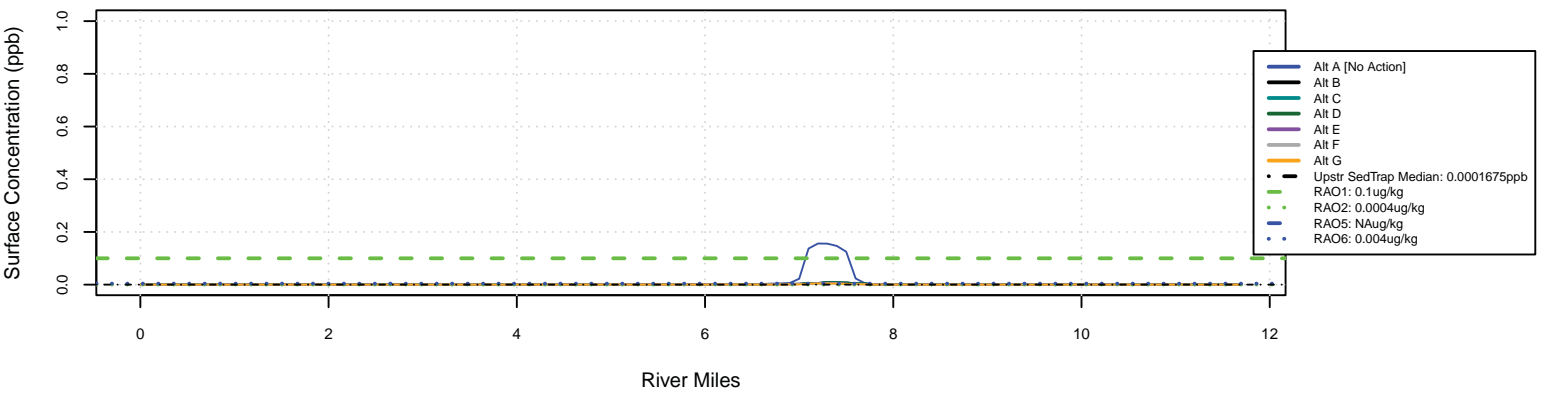 Surface Concentration (ppb)
1.0
0.8
0.6
0.4
0.2
0.0
0 2 4 6 8 10 12
River Miles
Alt A [No Action]
Alt B
Alt C
Alt D
Alt E
Alt F
Alt G
Upstr SedTrap Median: 0.0001675ppb
RAO1: 0.1ug/kg
RAO2: 0.0004ug/kg
RAO5: NAug/kg
RAO6: 0.004ug/kg